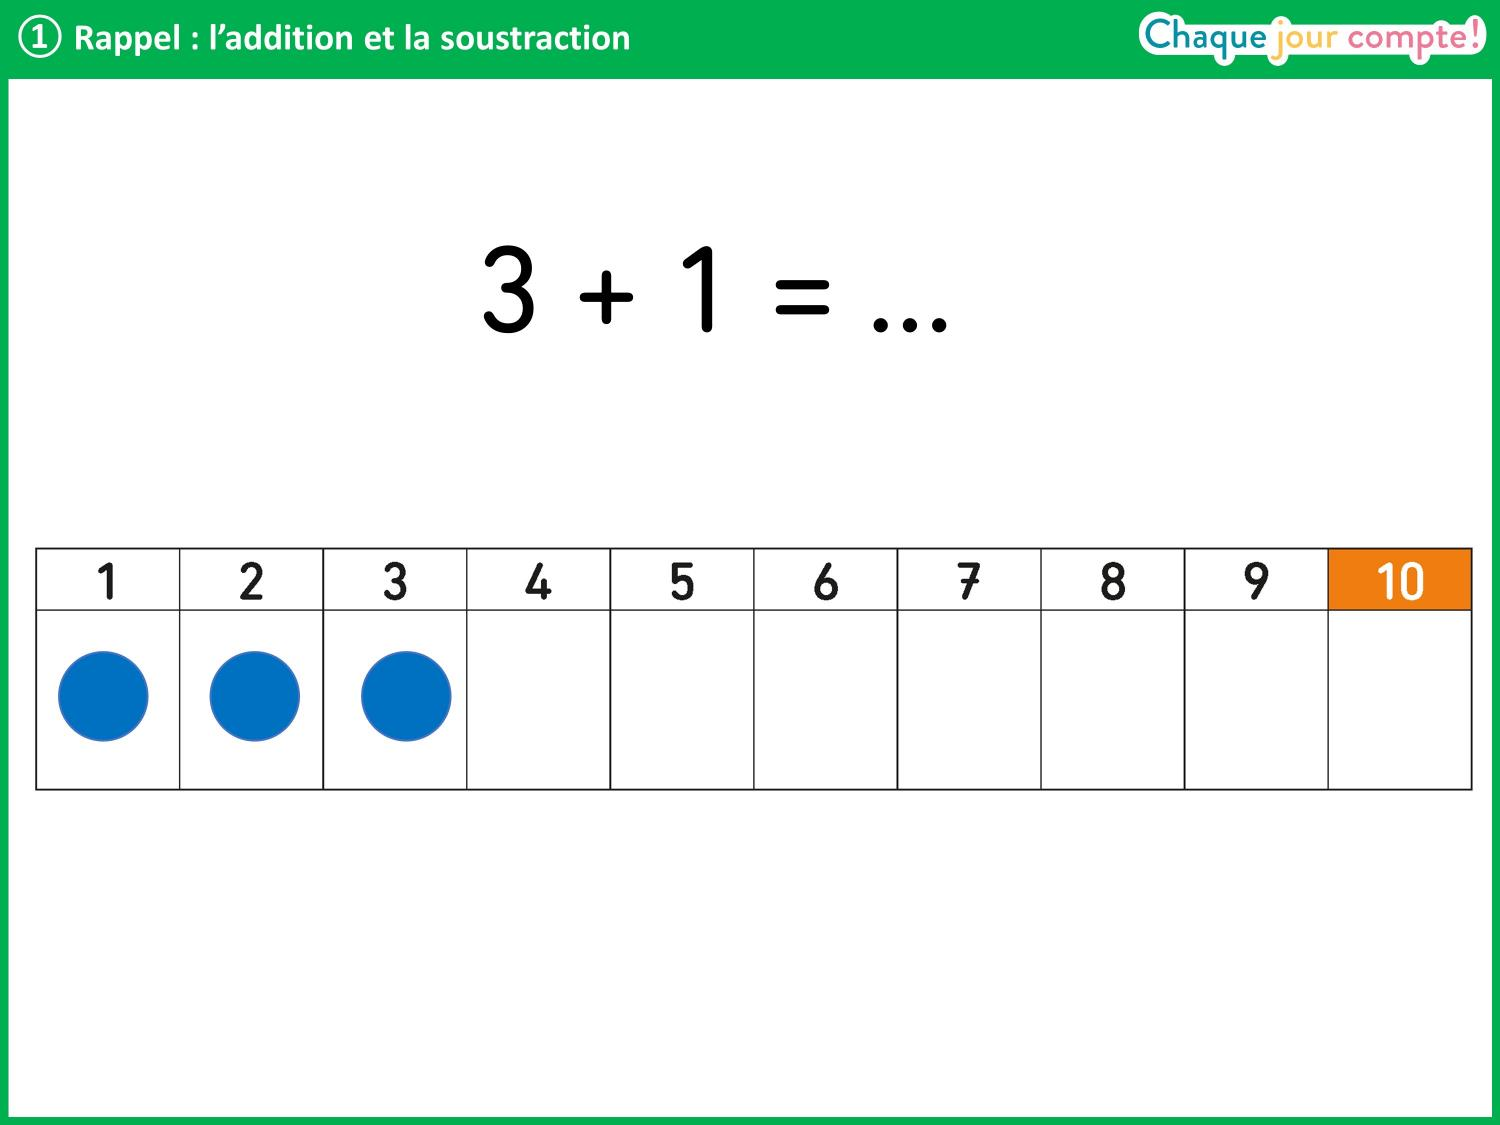 ① Rappel : l’addition et la soustraction
Chaque jour compte!
3 + 1 = ...
1 2 3 4 5 6 7 8 9 10